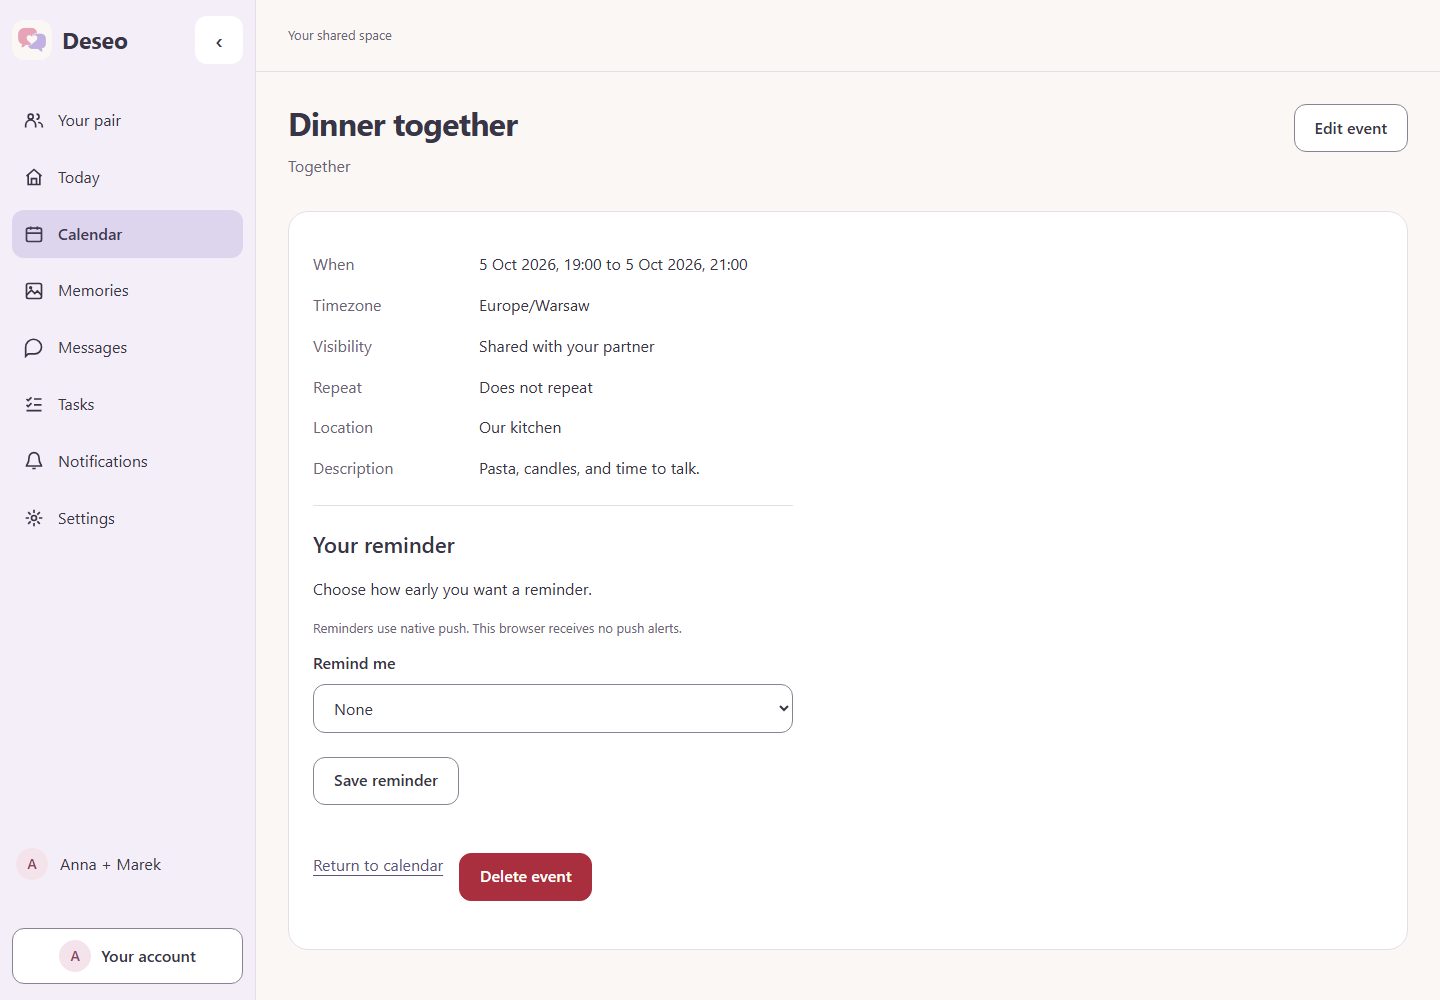 Deseo
‹
Your pair
Today
Calendar
Memories
Messages
Tasks
Notifications
Settings
A
Anna + Marek
A
Your account
Your shared space
Dinner together
Together
Edit event
When
5 Oct 2026, 19:00 to 5 Oct 2026, 21:00
Timezone
Europe/Warsaw
Visibility
Shared with your partner
Repeat
Does not repeat
Location
Our kitchen
Description
Pasta, candles, and time to talk.
Your reminder
Choose how early you want a reminder.
Reminders use native push. This browser receives no push alerts.
Remind me
None
Save reminder
Return to calendar
Delete event